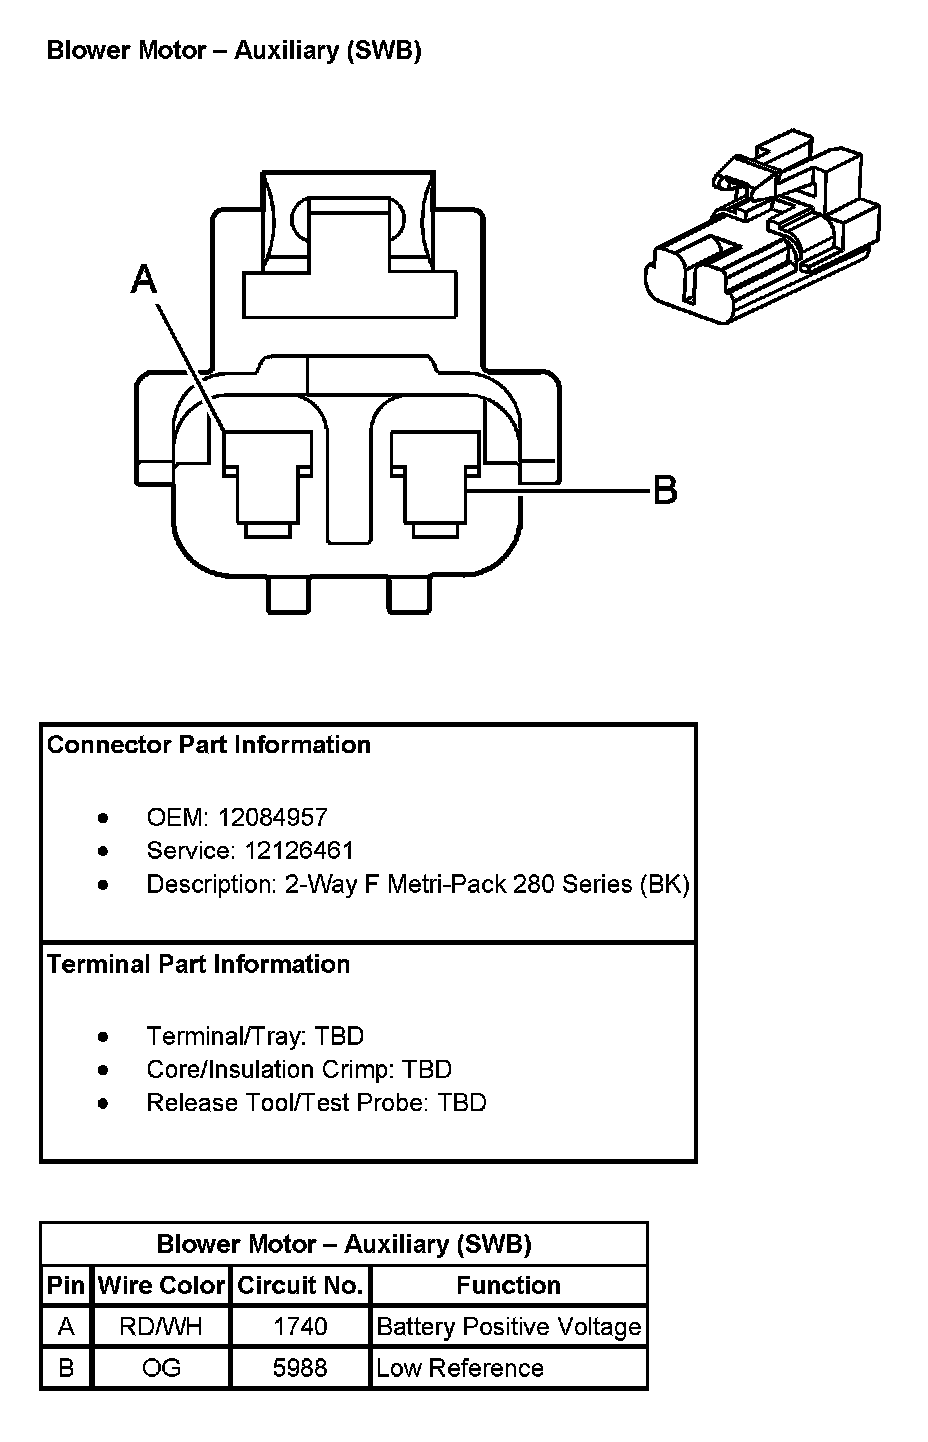 Blower Motor – Auxiliary (SWB)
A
B
Connector Part Information
• OEM: 12084957
• Service: 12126461
• Description: 2-Way F Metri-Pack 280 Series (BK)
Terminal Part Information
• Terminal/Tray: TBD
• Core/Insulation Crimp: TBD
• Release Tool/Test Probe: TBD
Blower Motor – Auxiliary (SWB)
Pin Wire Color Circuit No. Function
A RD/WH 1740 Battery Positive Voltage
B OG 5988 Low Reference